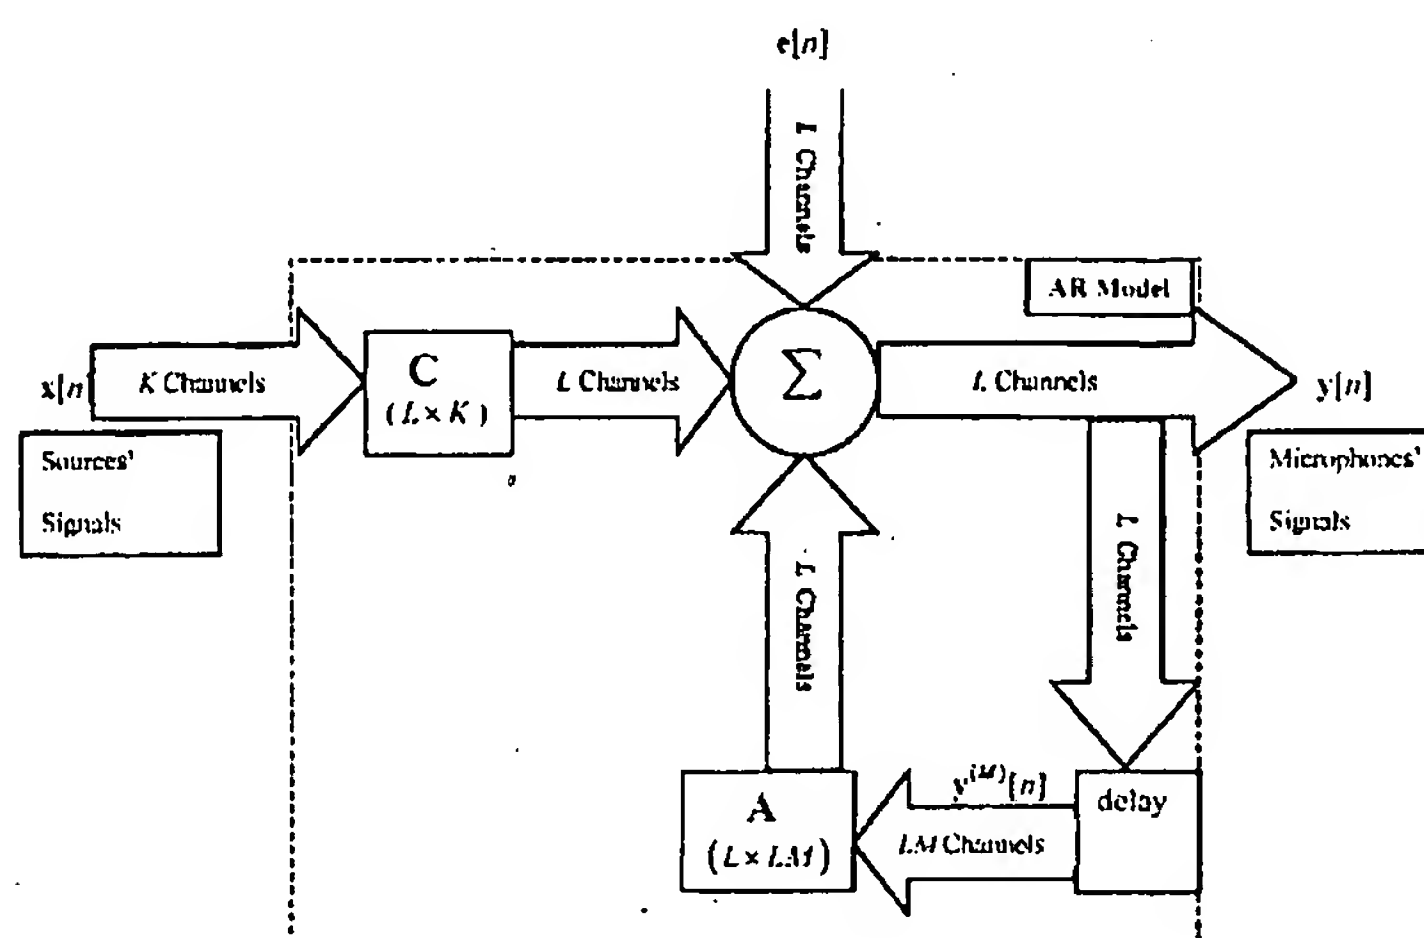 e[n]
L Channels
AR Model
x[n
K Channels
C
(L × K)
L Channels
Σ
L Channels
y[n]
Sources'
Signals
Microphones'
Signals
L Channels
L Channels
A
(L × LM)
y(M)[n]
LM Channels
delay